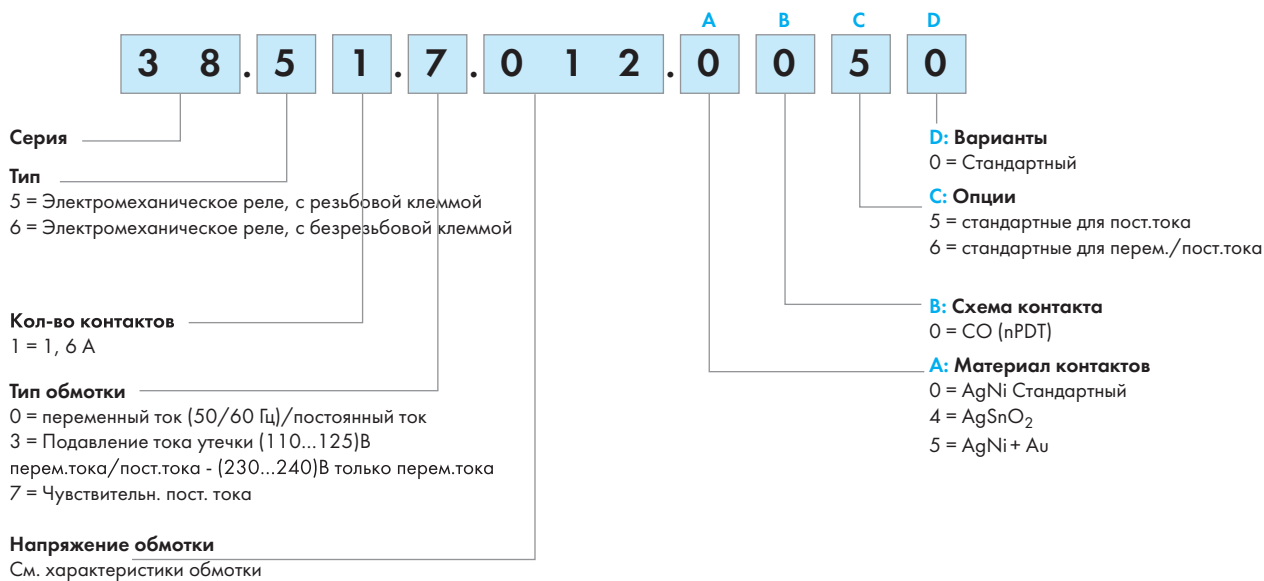 A B C D
3 8 . 5 1 . 7 . 0 1 2 . 0 0 5 0
Серия
Тип
5 = Электромеханическое реле, с резьбовой клеммой
6 = Электромеханическое реле, с безрезьбовой клеммой
Кол-во контактов
1 = 1, 6 А
Тип обмотки
0 = переменный ток (50/60 Гц)/постоянный ток
3 = Подавление тока утечки (110...125)В
перем.тока/пост.тока - (230...240)В только перем.тока
7 = Чувствительн. пост. тока
Напряжение обмотки
См. характеристики обмотки
D: Варианты
0 = Стандартный
C: Опции
5 = стандартные для пост.тока
6 = стандартные для перем./пост.тока
B: Схема контакта
0 = CO (nPDT)
A: Материал контактов
0 = AgNi Стандартный
4 = AgSnO2
5 = AgNi + Au